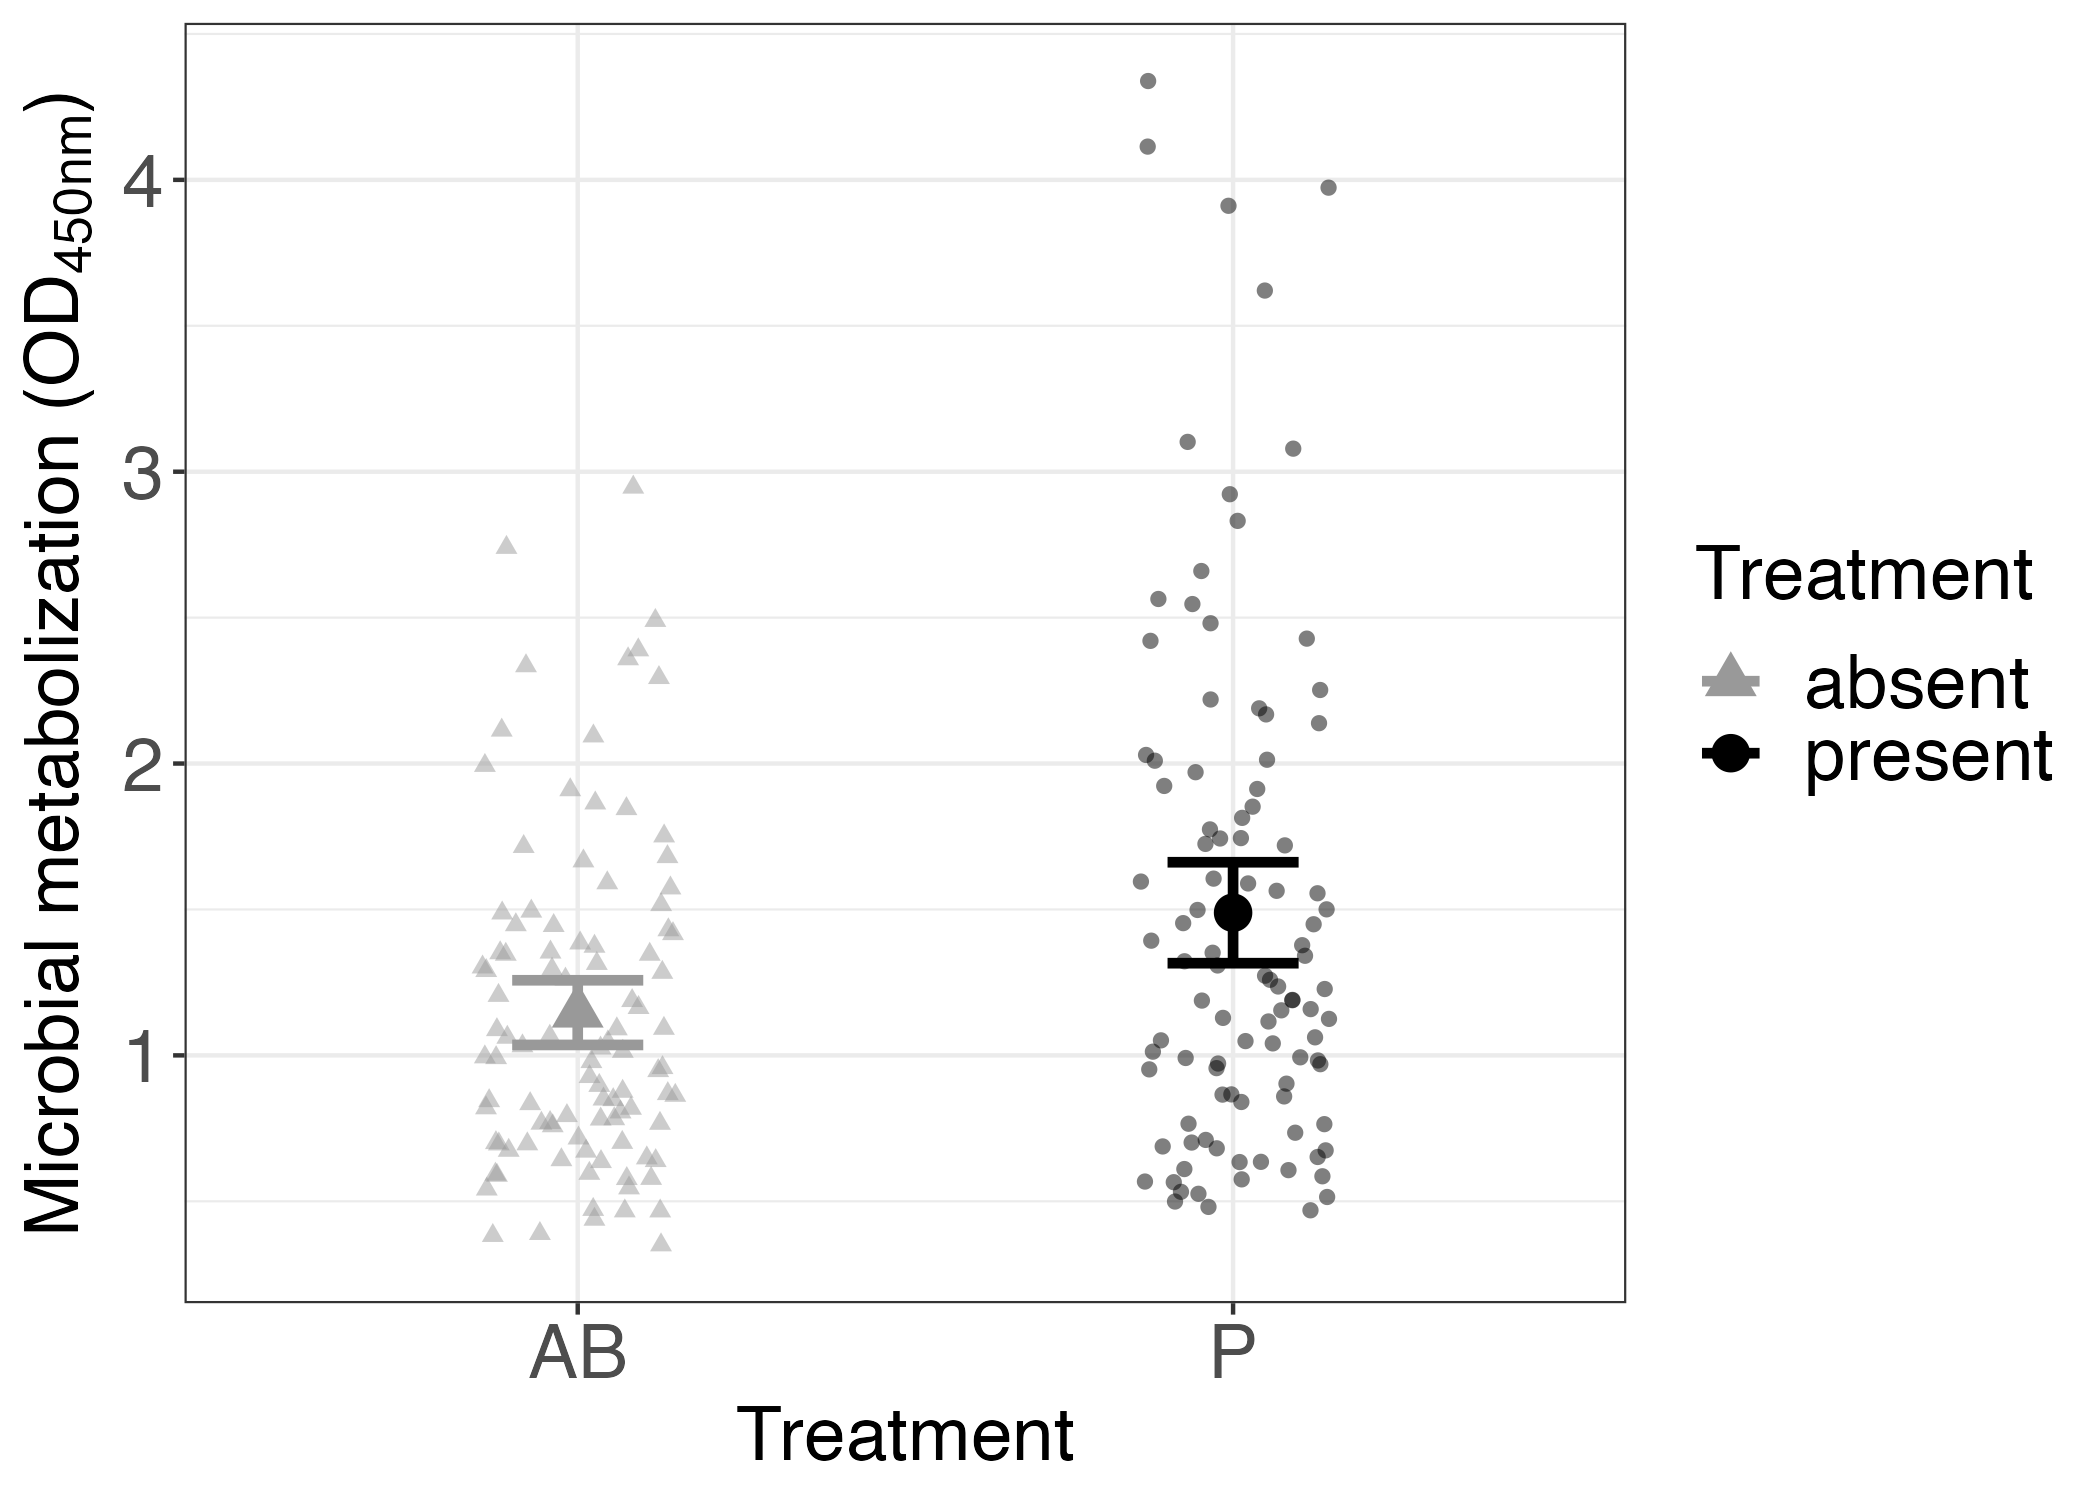 Microbial metabolization (OD450nm)
4
3
2
1
AB
P
Treatment
Treatment
absent
present